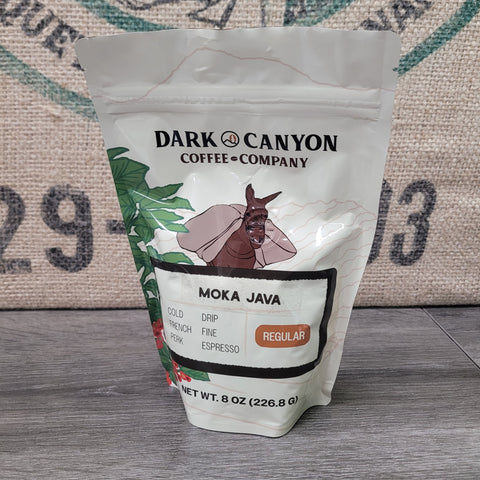 DARK CANYON
COFFEE COMPANY
MOKA JAVA
COLD DRIP
FRENCH FINE
PERK ESPRESSO
REGULAR
NET WT. 8 OZ (226.8 G)
29-
03